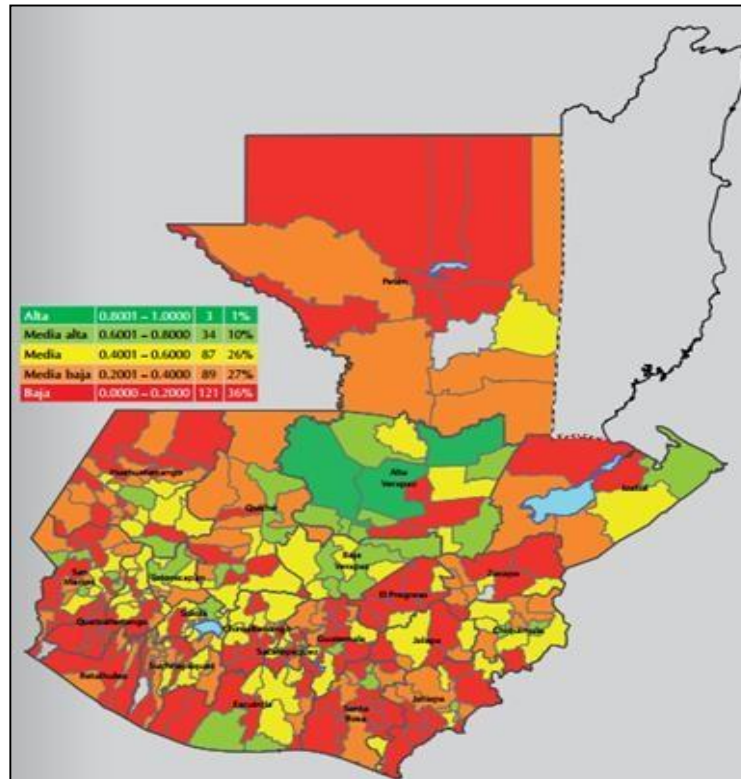 Petén
Alta 0.8001 – 1.0000 3 1%
Media alta 0.6001 – 0.8000 34 10%
Media 0.4001 – 0.6000 87 26%
Media baja 0.2001 – 0.4000 89 27%
Baja 0.0000 – 0.2000 121 36%
Huehuetenango
Alta
Verapaz
Izabal
Quiché
Baja
Verapaz
San
Marcos
Totonicapán
Zacapa
El Progreso
Quetzaltenango
Sololá
Chimaltenango
Guatemala
Jalapa
Chiquimula
Sacatepéquez
Suchitepéquez
Retalhuleu
Escuintla
Santa
Rosa
Jutiapa